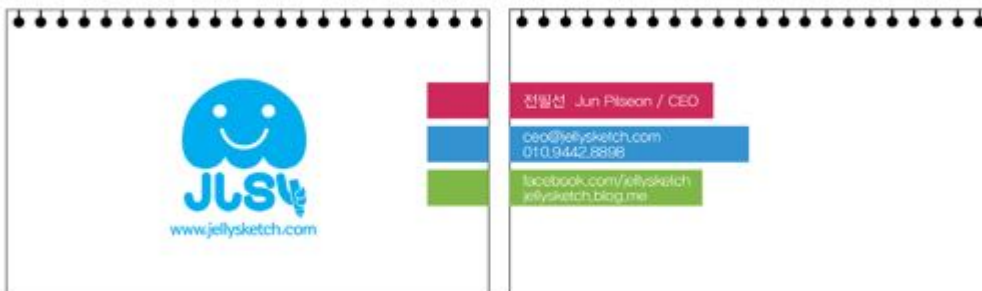 JLSK
www.jellysketch.com
전필선 Jun Pilseon / CEO
ceo@jellysketch.com
010.9442.8898
facebook.com/jellysketch
jellysketch.blog.me